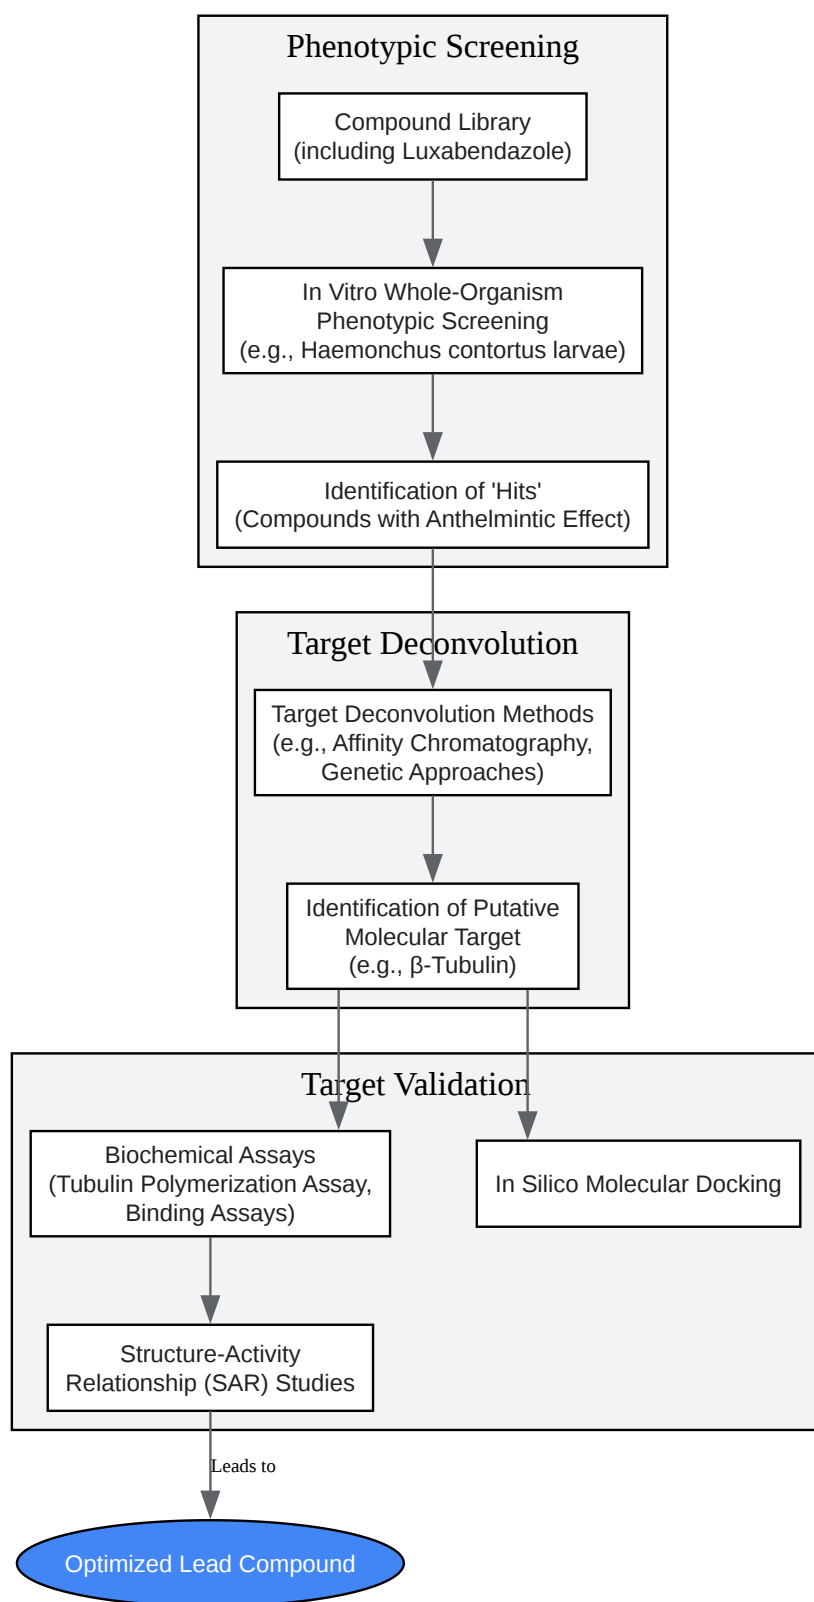 Phenotypic Screening
Compound Library
(including Luxabendazole)
In Vitro Whole-Organism
Phenotypic Screening
(e.g., Haemonchus contortus larvae)
Identification of 'Hits'
(Compounds with Anthelmintic Effect)
Target Deconvolution
Target Deconvolution Methods
(e.g., Affinity Chromatography,
Genetic Approaches)
Identification of Putative
Molecular Target
(e.g., β-Tubulin)
Target Validation
Biochemical Assays
(Tubulin Polymerization Assay,
Binding Assays)
In Silico Molecular Docking
Structure-Activity
Relationship (SAR) Studies
Leads to
Optimized Lead Compound